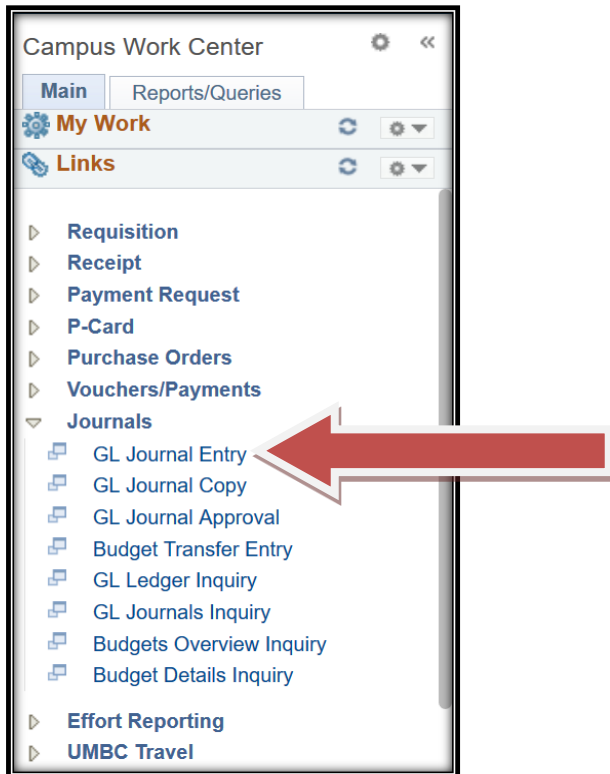 Campus Work Center
Main Reports/Queries
My Work
Links
Requisition
Receipt
Payment Request
P-Card
Purchase Orders
Vouchers/Payments
Journals
GL Journal Entry
GL Journal Copy
GL Journal Approval
Budget Transfer Entry
GL Ledger Inquiry
GL Journals Inquiry
Budgets Overview Inquiry
Budget Details Inquiry
Effort Reporting
UMBC Travel